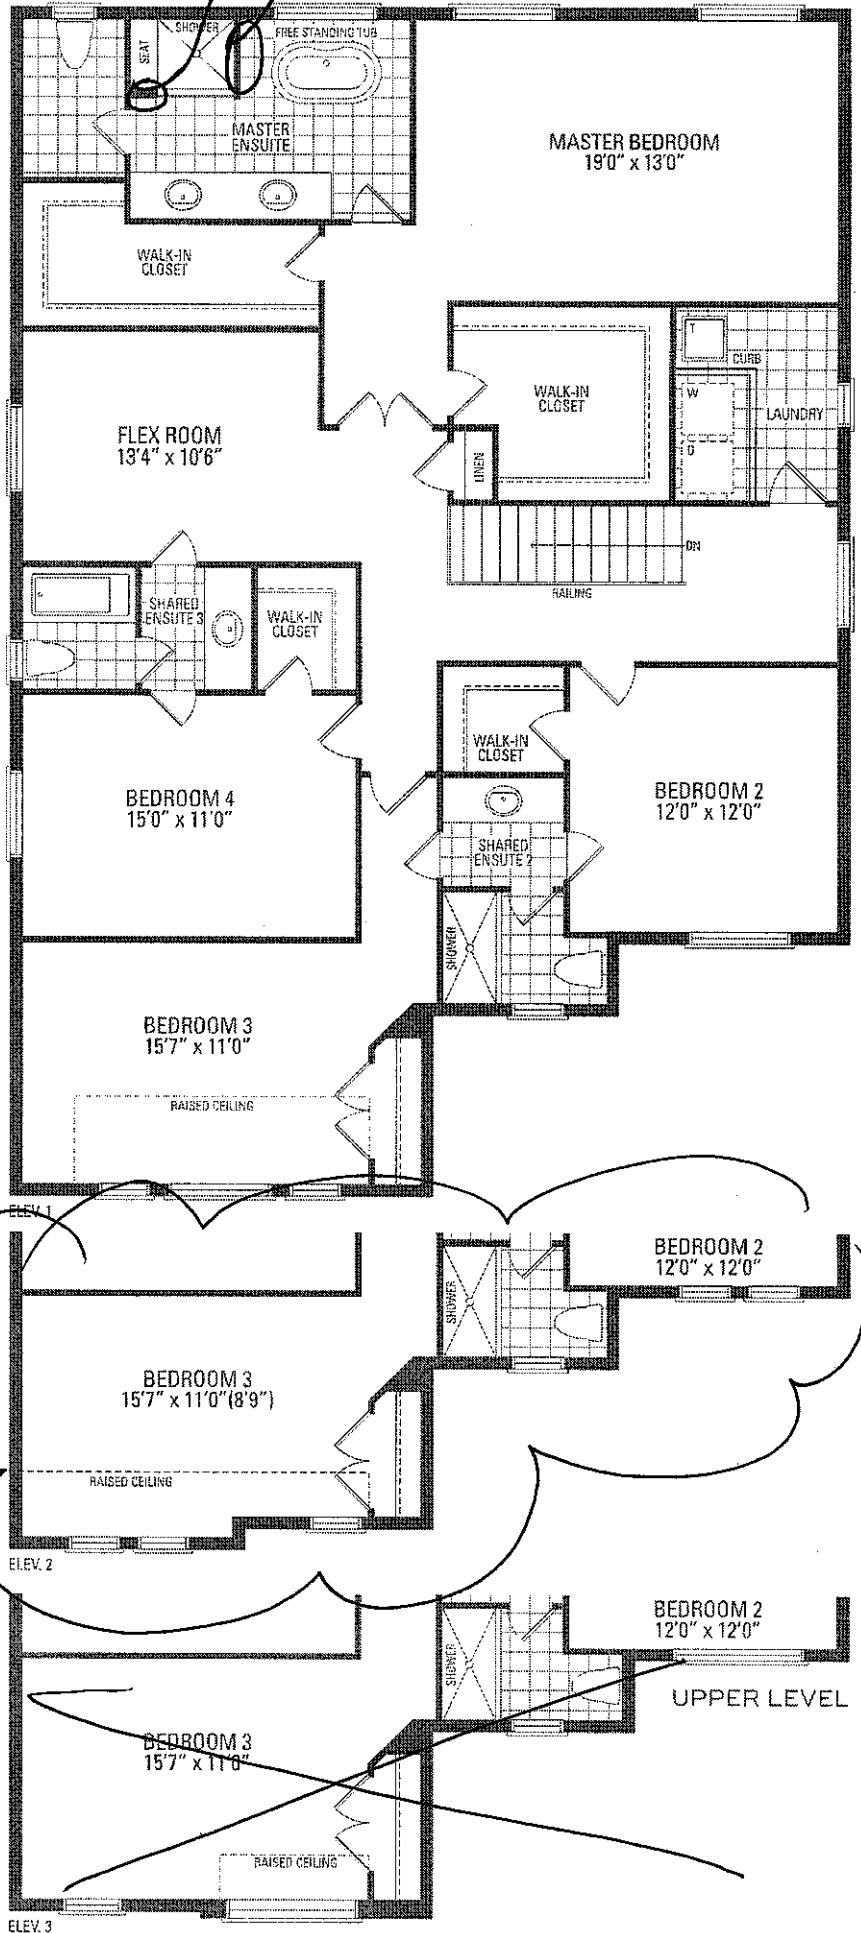 SHOWER
SEAT
FREE STANDING TUB
MASTER
ENSUITE
MASTER BEDROOM
19'0" x 13'0"
WALK-IN
CLOSET
T
CURB
W
D
LAUNDRY
WALK-IN
CLOSET
FLEX ROOM
13'4" x 10'6"
LINEN
DN
RAILING
SHARED
ENSUITE 3
WALK-IN
CLOSET
WALK-IN
CLOSET
BEDROOM 4
15'0" x 11'0"
BEDROOM 2
12'0" x 12'0"
SHARED
ENSUITE 2
SHOWER
BEDROOM 3
15'7" x 11'0"
RAISED CEILING
ELEV. 1
BEDROOM 2
12'0" x 12'0"
SHOWER
BEDROOM 3
15'7" x 11'0"(8'9")
RAISED CEILING
ELEV. 2
BEDROOM 2
12'0" x 12'0"
SHOWER
UPPER LEVEL
BEDROOM 3
15'7" x 11'0"
RAISED CEILING
ELEV. 3